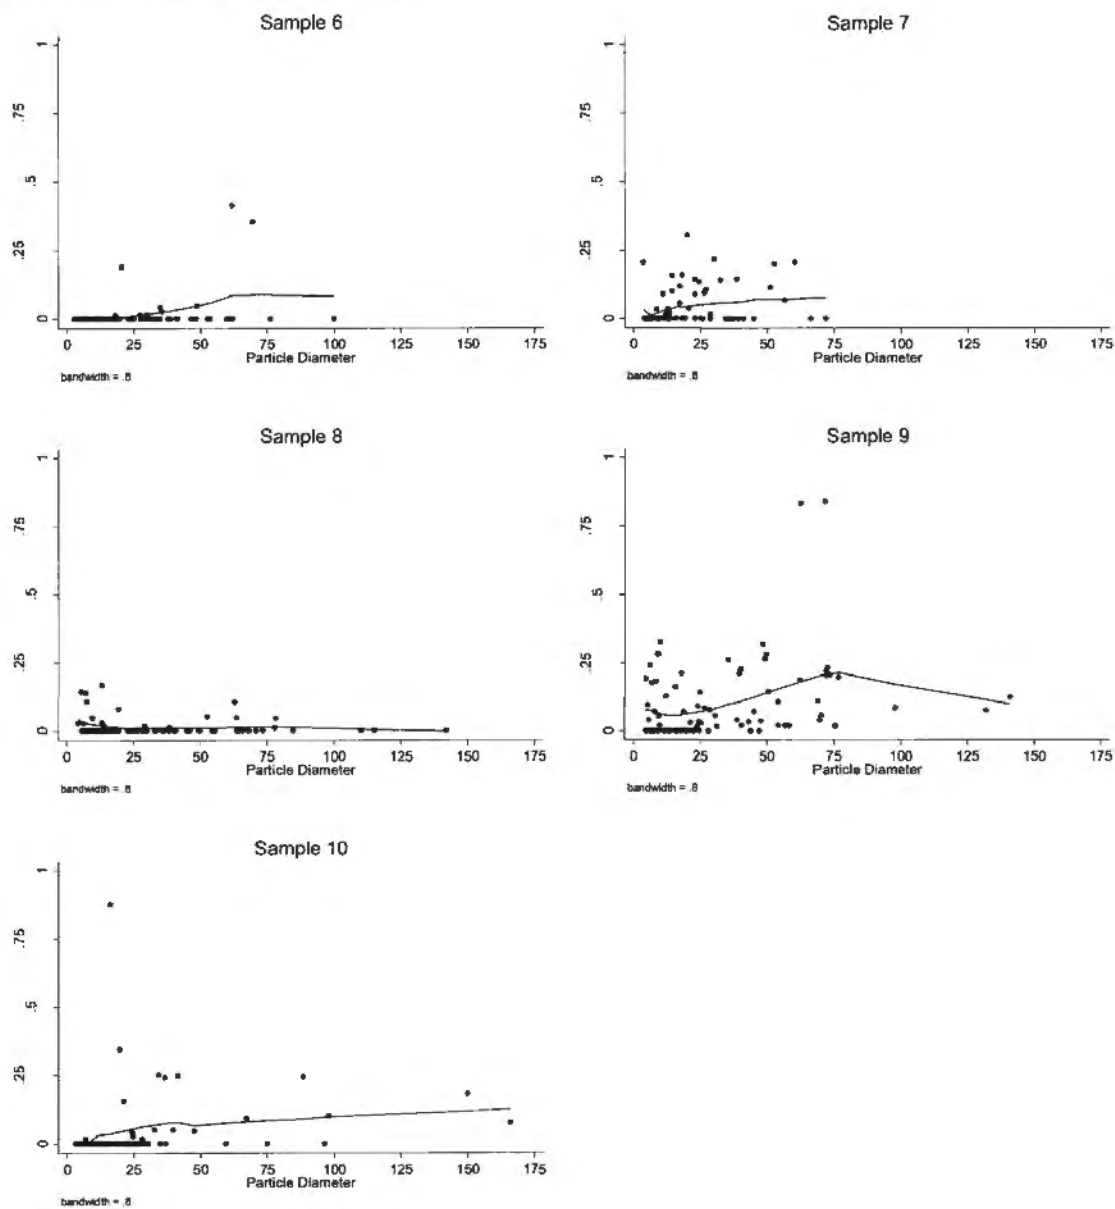 Sample 6
1
.75
.5
.25
0
0 25 50 75 100 125 150 175
Particle Diameter
bandwidth = .8
Sample 7
1
.75
.5
.25
0
0 25 50 75 100 125 150 175
Particle Diameter
bandwidth = .8
Sample 8
1
.75
.5
.25
0
0 25 50 75 100 125 150 175
Particle Diameter
bandwidth = .8
Sample 9
1
.75
.5
.25
0
0 25 50 75 100 125 150 175
Particle Diameter
bandwidth = .8
Sample 10
1
.75
.5
.25
0
0 25 50 75 100 125 150 175
Particle Diameter
bandwidth = .8